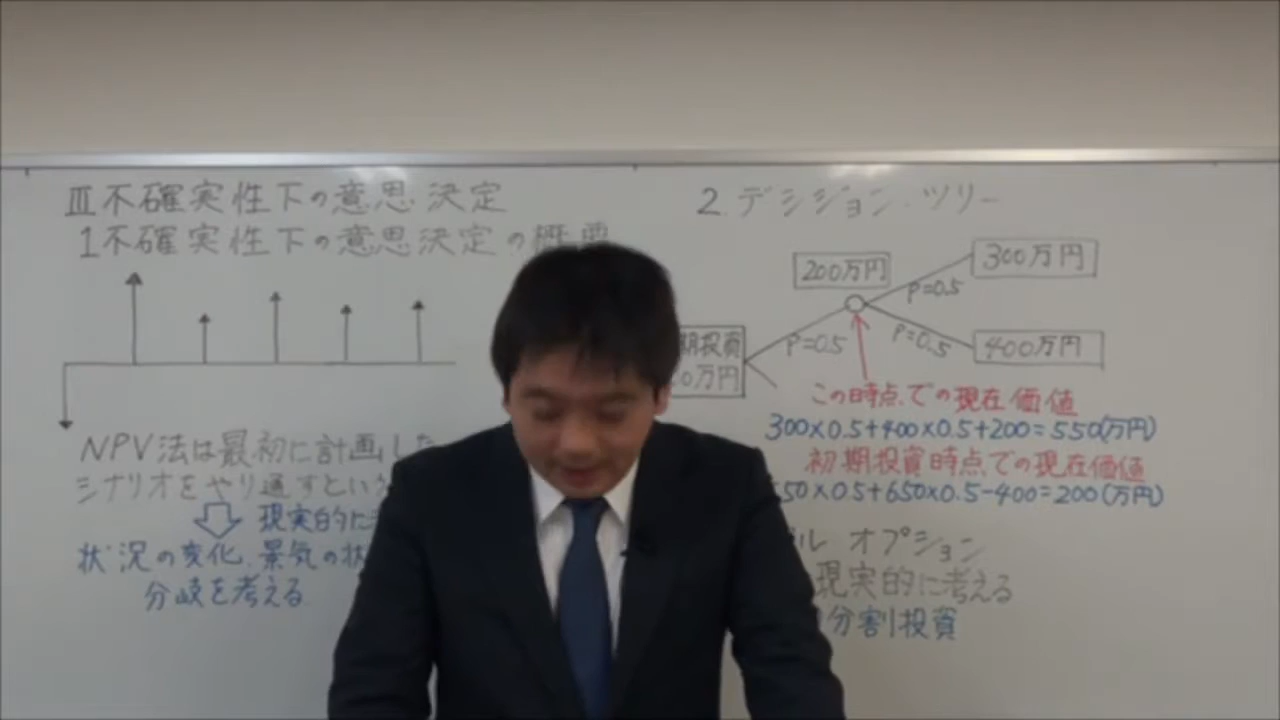 Ⅲ不確実性下の意思決定
1不確実性下の意思決定の概要
NPV法は最初に計画した
シナリオをやり通すという
現実的に
状況の変化、景気の状
分岐を考える
2.デシジョン・ツリー
200万円
300万円
P=0.5
期投資
0万円
P=0.5
P=0.5
400万円
この時点での現在価値
300×0.5+400×0.5+200=550(万円)
初期投資時点での現在価値
50×0.5+650×0.5-400=200(万円)
ル オプション
現実的に考える
分割投資